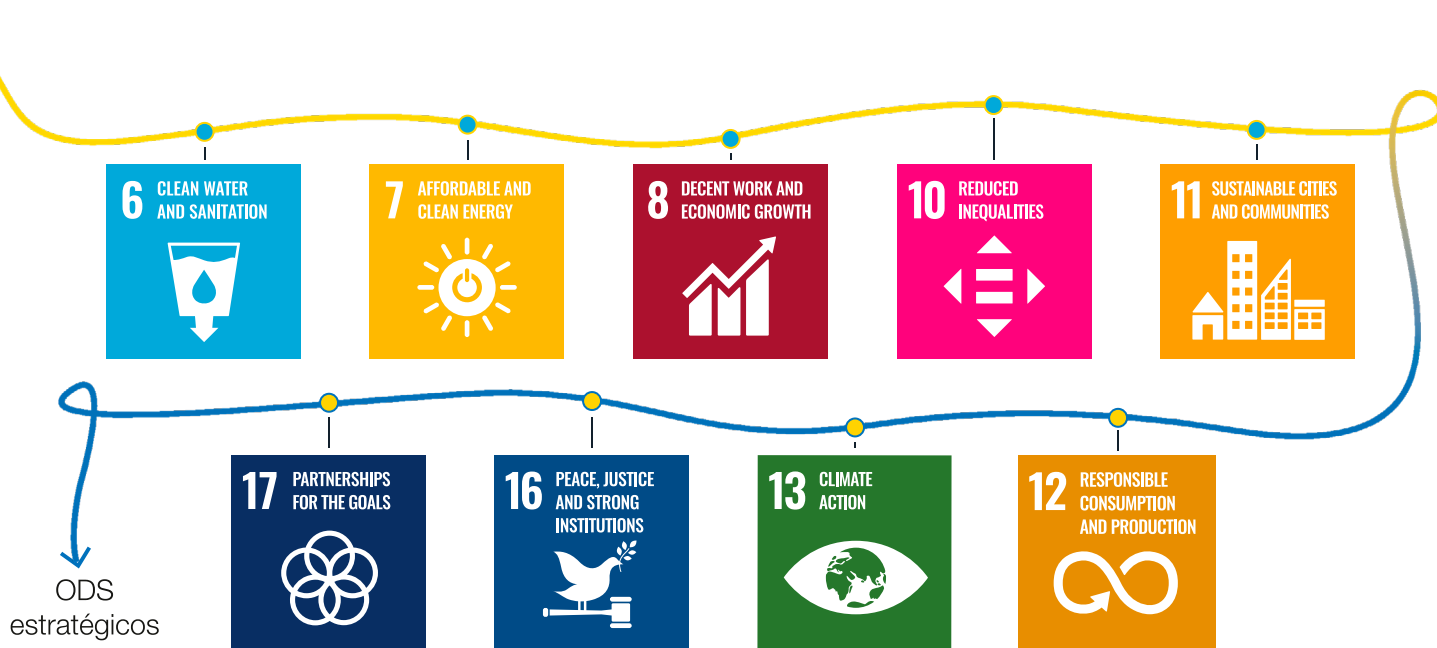 6 CLEAN WATER
AND SANITATION
7 AFFORDABLE AND
CLEAN ENERGY
8 DECENT WORK AND
ECONOMIC GROWTH
10 REDUCED
INEQUALITIES
11 SUSTAINABLE CITIES
AND COMMUNITIES
17 PARTNERSHIPS
FOR THE GOALS
16 PEACE, JUSTICE
AND STRONG
INSTITUTIONS
13 CLIMATE
ACTION
12 RESPONSIBLE
CONSUMPTION
AND PRODUCTION
ODS
estratégicos